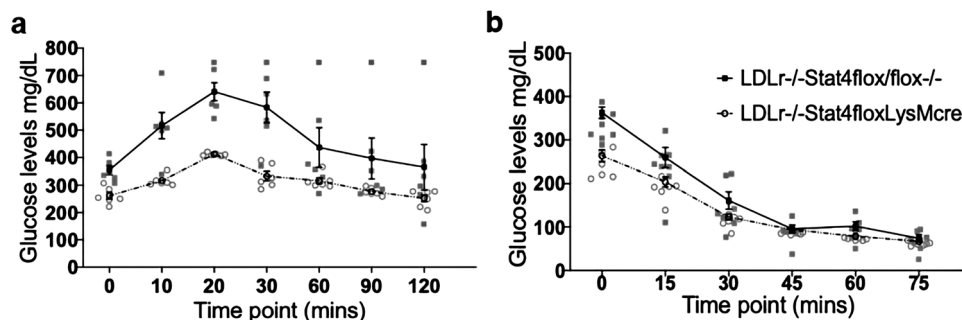 a
Glucose levels mg/dL
800
700
600
500
400
300
200
100
0
0 10 20 30 60 90 120
Time point (mins)
b
Glucose levels mg/dL
500
400
300
200
100
0
0 15 30 45 60 75
Time point (mins)
LDLr-/-Stat4flox/flox-/-
LDLr-/-Stat4floxLysMcre